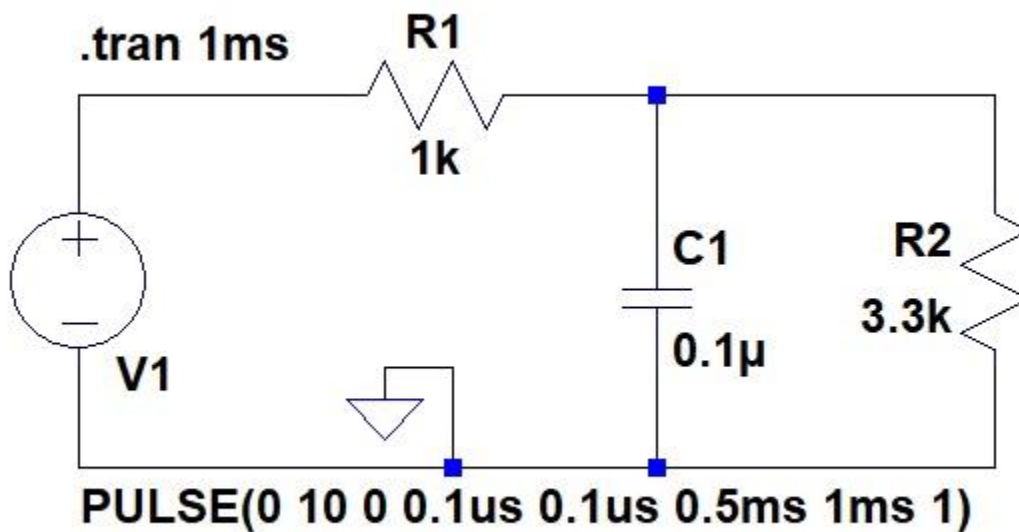 .tran 1ms
R1
1k
C1
0.1µ
R2
3.3k
V1
PULSE(0 10 0 0.1us 0.1us 0.5ms 1ms 1)